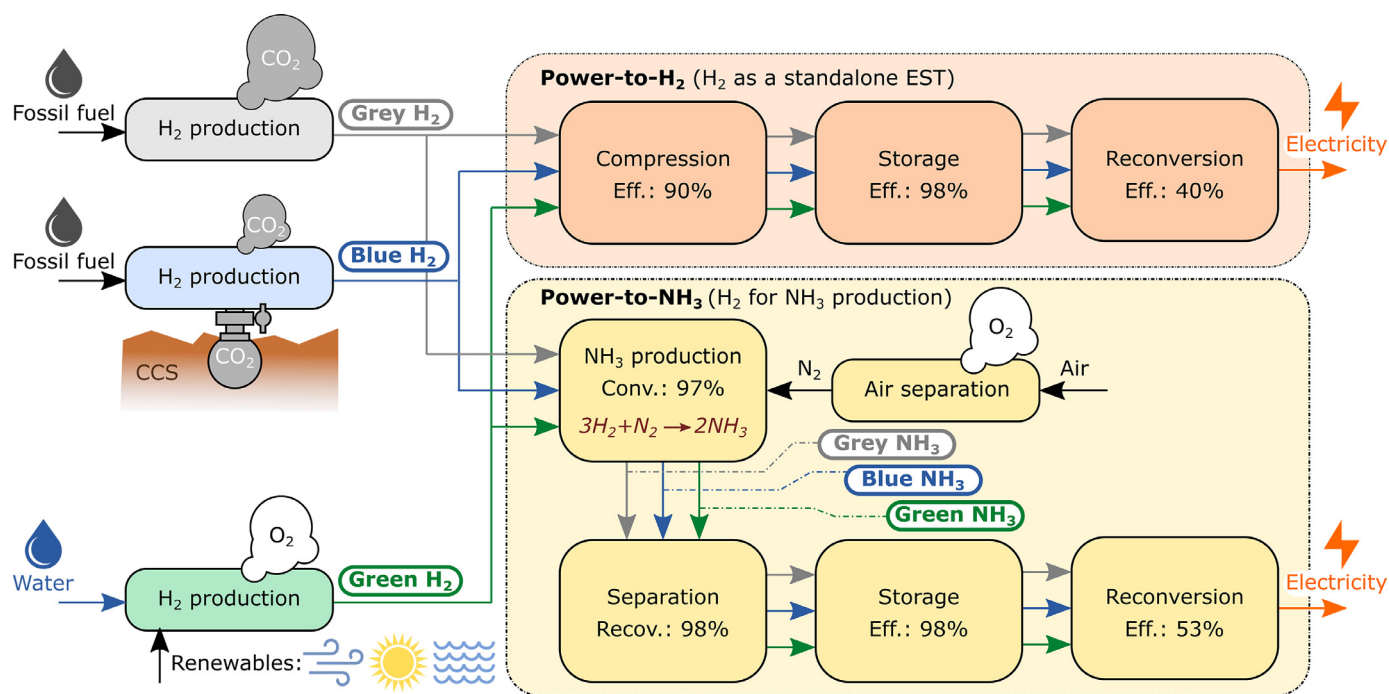 CO₂
Fossil fuel
H₂ production
Grey H₂
CO₂
Fossil fuel
H₂ production
Blue H₂
CO₂
CCS
O₂
Water
H₂ production
Green H₂
Renewables:
Power-to-H₂ (H₂ as a standalone EST)
Compression
Eff.: 90%
Storage
Eff.: 98%
Reconversion
Eff.: 40%
Electricity
Power-to-NH₃ (H₂ for NH₃ production)
NH₃ production
Conv.: 97%
3H₂+N₂→2NH₃
N₂
O₂
Air separation
Air
Grey NH₃
Blue NH₃
Green NH₃
Separation
Recov.: 98%
Storage
Eff.: 98%
Reconversion
Eff.: 53%
Electricity